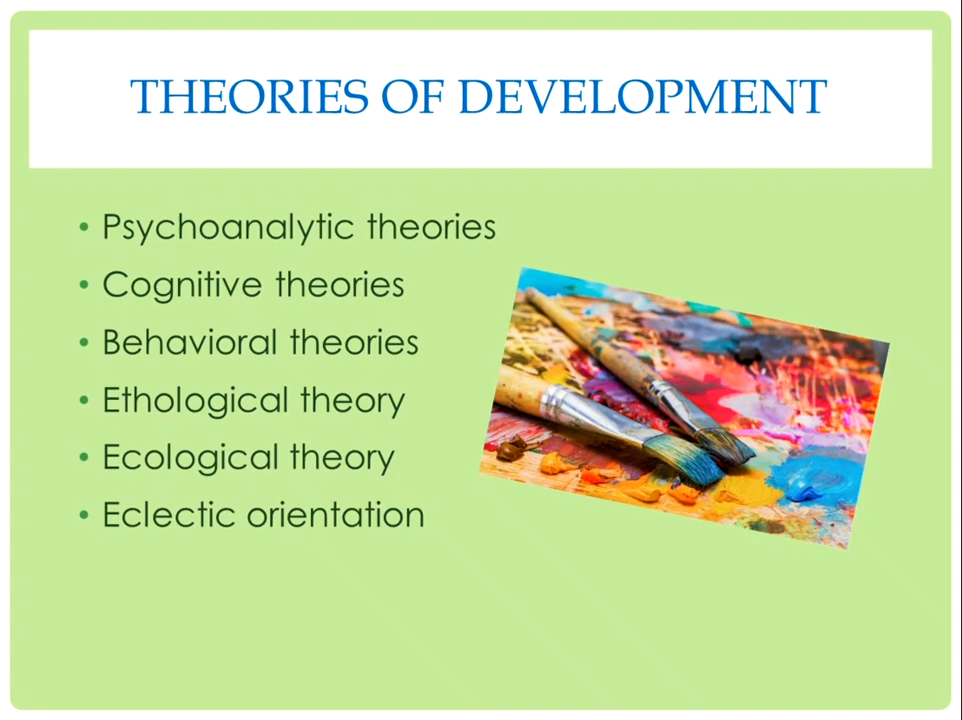 THEORIES OF DEVELOPMENT
• Psychoanalytic theories
• Cognitive theories
• Behavioral theories
• Ethological theory
• Ecological theory
• Eclectic orientation